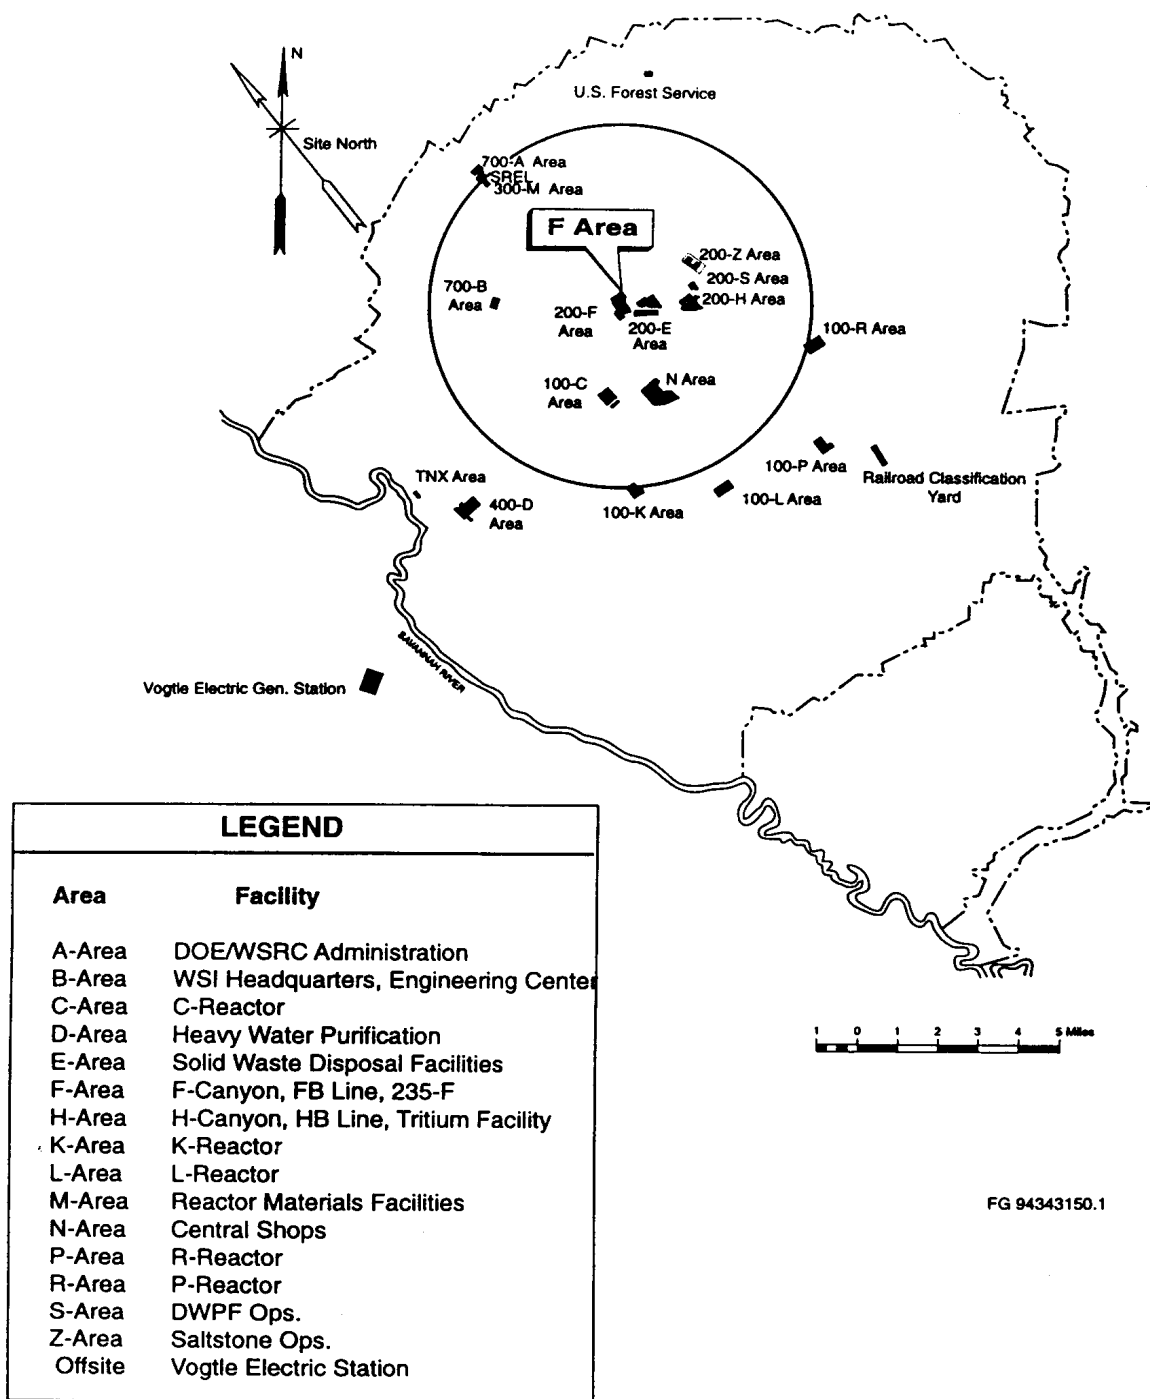 N
U.S. Forest Service
Site North
700-A Area
SREL
300-M Area
F Area
200-Z Area
200-S Area
200-H Area
700-B
Area
200-F
Area
200-E
Area
100-R Area
100-C
Area
N Area
100-P Area
Railroad Classification
Yard
TNX Area
400-D
Area
100-K Area
100-L Area
SAVANNAH RIVER
Vogtle Electric Gen. Station
LEGEND
Area Facility
A-Area DOE/WSRC Administration
B-Area WSI Headquarters, Engineering Center
C-Area C-Reactor
D-Area Heavy Water Purification
E-Area Solid Waste Disposal Facilities
F-Area F-Canyon, FB Line, 235-F
H-Area H-Canyon, HB Line, Tritium Facility
K-Area K-Reactor
L-Area L-Reactor
M-Area Reactor Materials Facilities
N-Area Central Shops
P-Area R-Reactor
R-Area P-Reactor
S-Area DWPF Ops.
Z-Area Saltstone Ops.
Offsite Vogtle Electric Station
1 0 1 2 3 4 5 Miles
FG 94343150.1